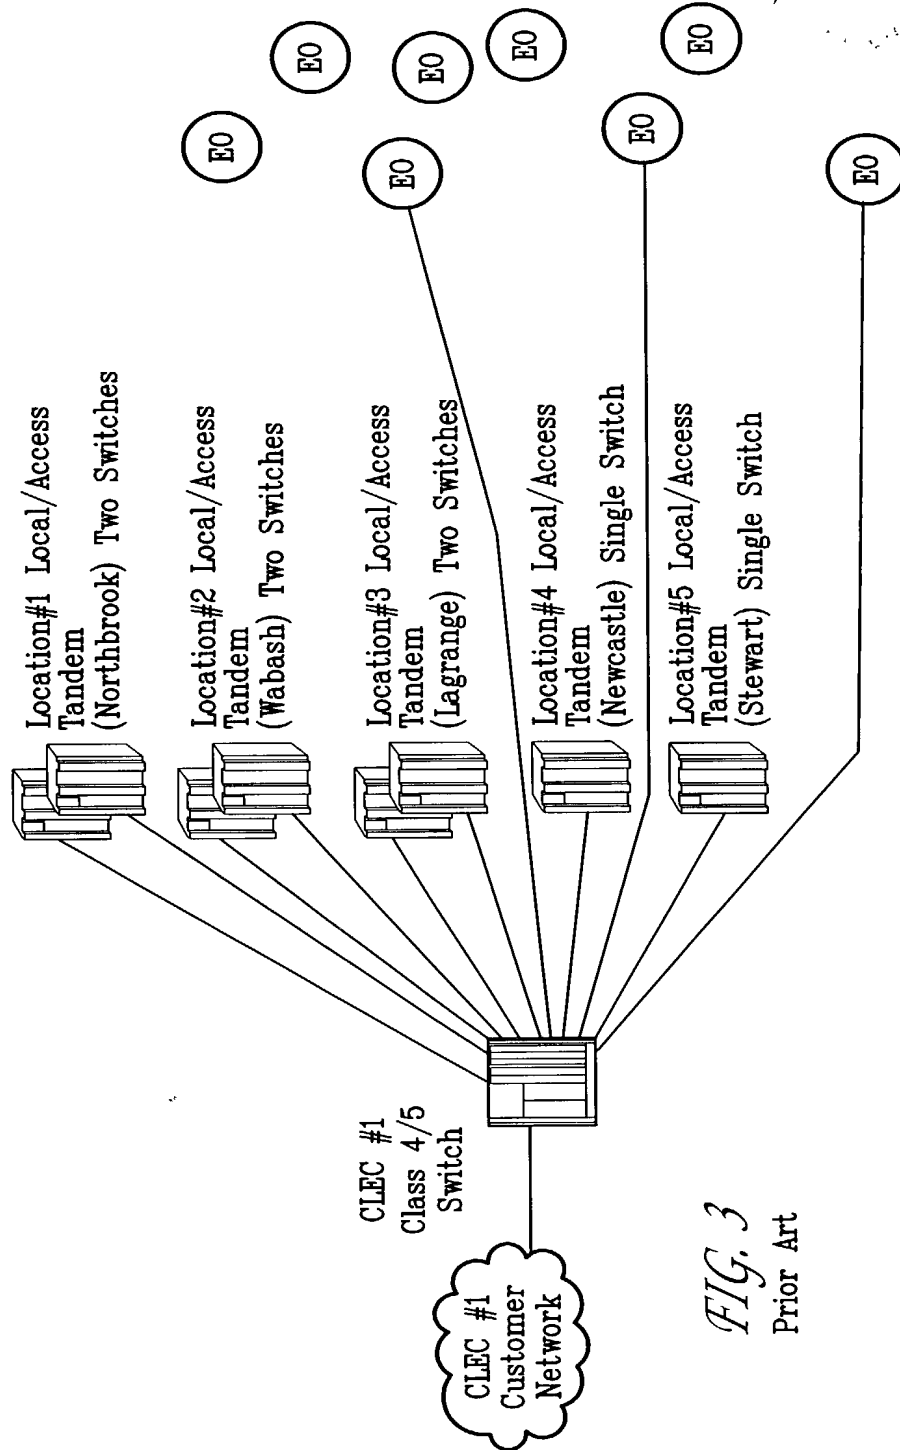 CLEC #1
Customer
Network
CLEC #1
Class 4/5
Switch
Location#1 Local/Access
Tandem
(Northbrook) Two Switches
Location#2 Local/Access
Tandem
(Wabash) Two Switches
Location#3 Local/Access
Tandem
(Lagrange) Two Switches
Location#4 Local/Access
Tandem
(Newcastle) Single Switch
Location#5 Local/Access
Tandem
(Stewart) Single Switch
EO
EO
EO
EO
EO
EO
EO
EO
FIG. 3
Prior Art